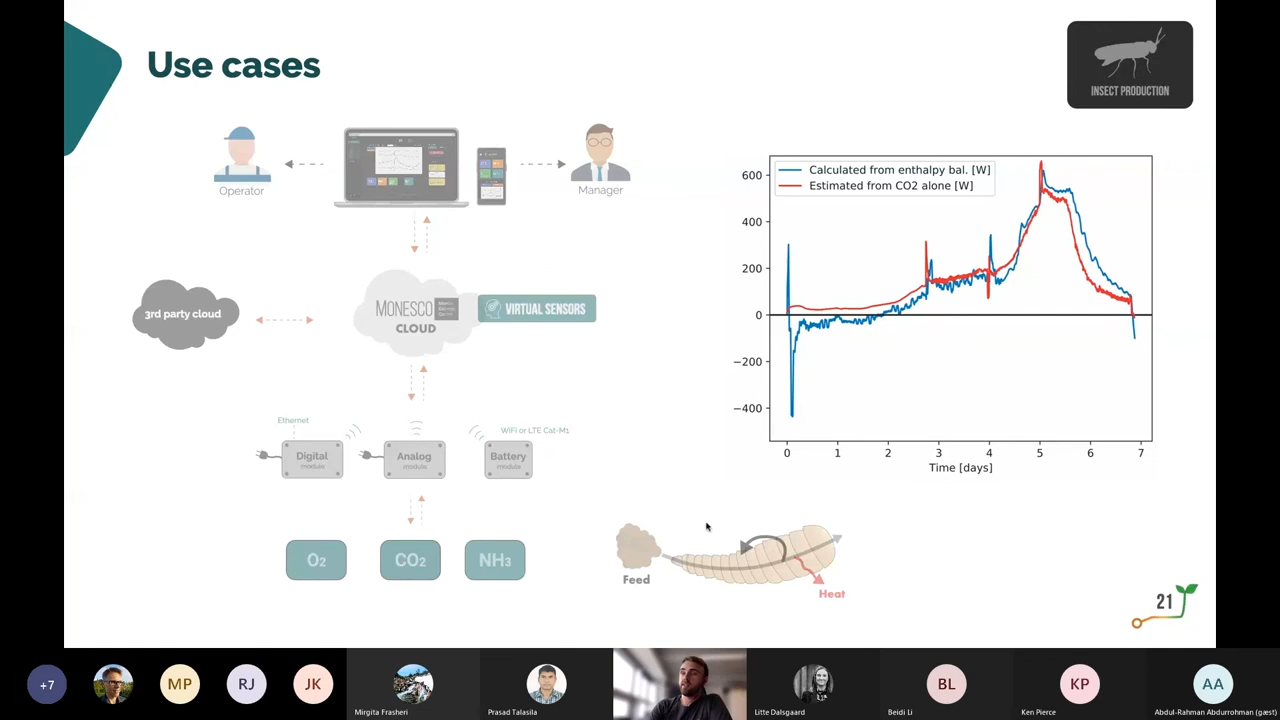 Use cases
INSECT PRODUCTION
Operator
Manager
3rd party cloud
MONESCO
CLOUD
VIRTUAL SENSORS
Ethernet
WiFi or LTE Cat-M1
Digital
module
Analog
module
Battery
module
O2
CO2
NH3
Feed
Heat
Calculated from enthalpy bal. [W]
Estimated from CO2 alone [W]
600
400
200
0
−200
−400
0 1 2 3 4 5 6 7
Time [days]
21
+7
MP
RJ
JK
Mirgita Frasheri
Prasad Talasila
Litte Dalsgaard
BL
Beidi Li
KP
Ken Pierce
AA
Abdul-Rahman Abdurrohman (gæst)